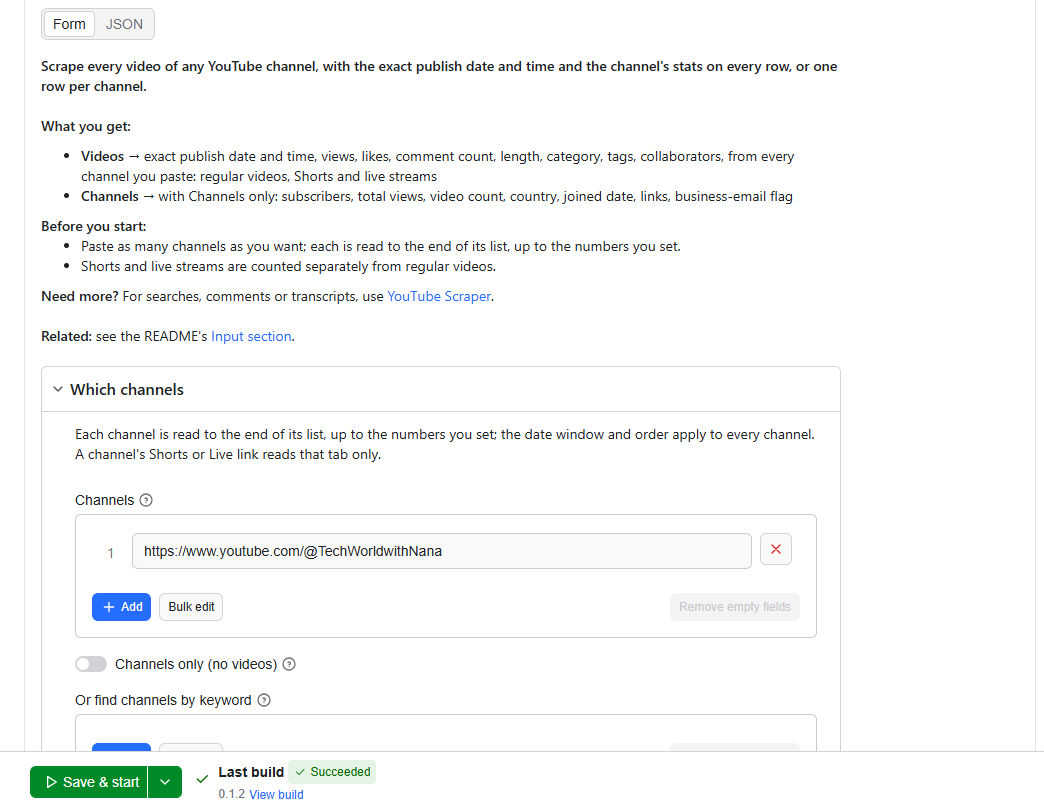 Form JSON
Scrape every video of any YouTube channel, with the exact publish date and time and the channel's stats on every row, or one
row per channel.
What you get:
• Videos → exact publish date and time, views, likes, comment count, length, category, tags, collaborators, from every
channel you paste: regular videos, Shorts and live streams
• Channels → with Channels only: subscribers, total views, video count, country, joined date, links, business-email flag
Before you start:
• Paste as many channels as you want; each is read to the end of its list, up to the numbers you set.
• Shorts and live streams are counted separately from regular videos.
Need more? For searches, comments or transcripts, use YouTube Scraper.
Related: see the README's Input section.
Which channels
Each channel is read to the end of its list, up to the numbers you set; the date window and order apply to every channel.
A channel's Shorts or Live link reads that tab only.
Channels ?
1 https://www.youtube.com/@TechWorldwithNana
+ Add Bulk edit Remove empty fields
Channels only (no videos) ?
Or find channels by keyword ?
Save & start Last build Succeeded
0.1.2 View build